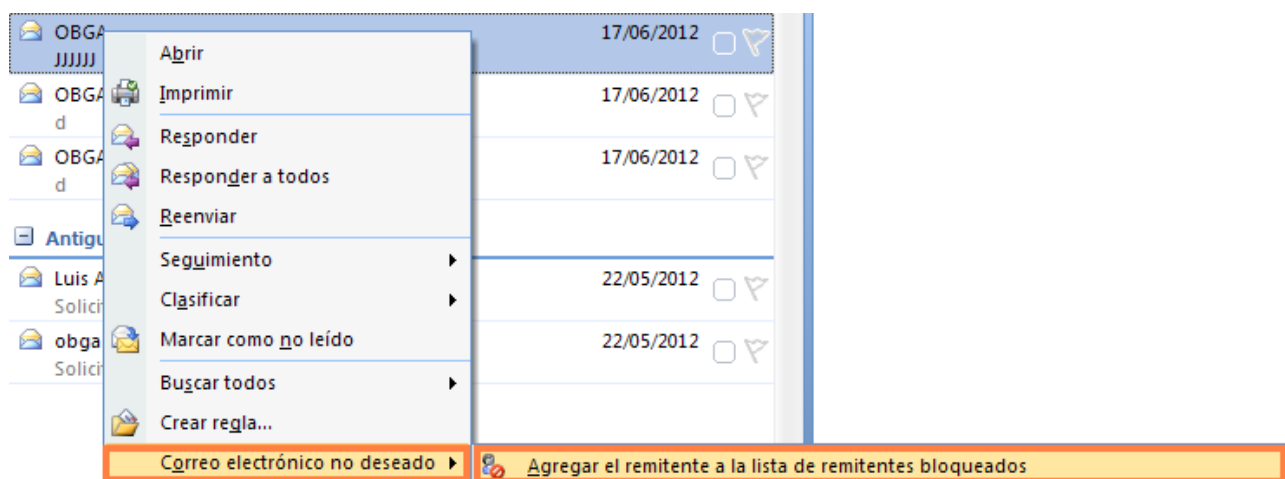 OBGA 17/06/2012
JJJJJJ
Abrir
OBGA Imprimir 17/06/2012
d
Responder
OBGA 17/06/2012
d
Responder a todos
Reenviar
Antigu
Seguimiento
Luis A 22/05/2012
Solicit
Clasificar
obga Marcar como no leído 22/05/2012
Solicit
Buscar todos
Crear regla...
Correo electrónico no deseado Agregar el remitente a la lista de remitentes bloqueados